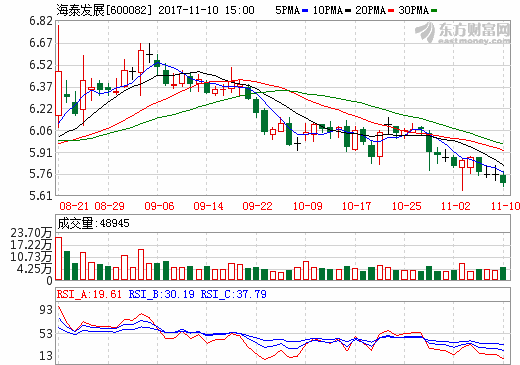 海泰发展[600082] 2017-11-10 15:00 5PMA 10PMA 20PMA 30PMA
东方财富网
eastmoney.com
6.82
6.67
6.52
6.37
6.22
6.06
5.91
5.76
5.61
08-21 08-29 09-06 09-14 09-22 10-09 10-17 10-25 11-02 11-10
成交量:48945
23.70万
17.22万
10.73万
4.25万
0
RSI_A:19.61 RSI_B:30.19 RSI_C:37.79
93
53
13